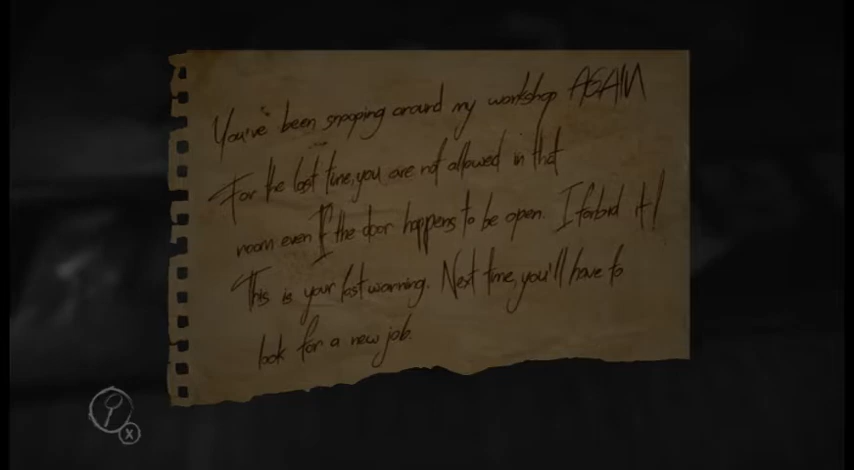 You've been snooping around my workshop AGAIN
For the last time, you are not allowed in that
room even If the door happens to be open. I forbid it!
This is your last warning. Next time, you'll have to
look for a new job.
X